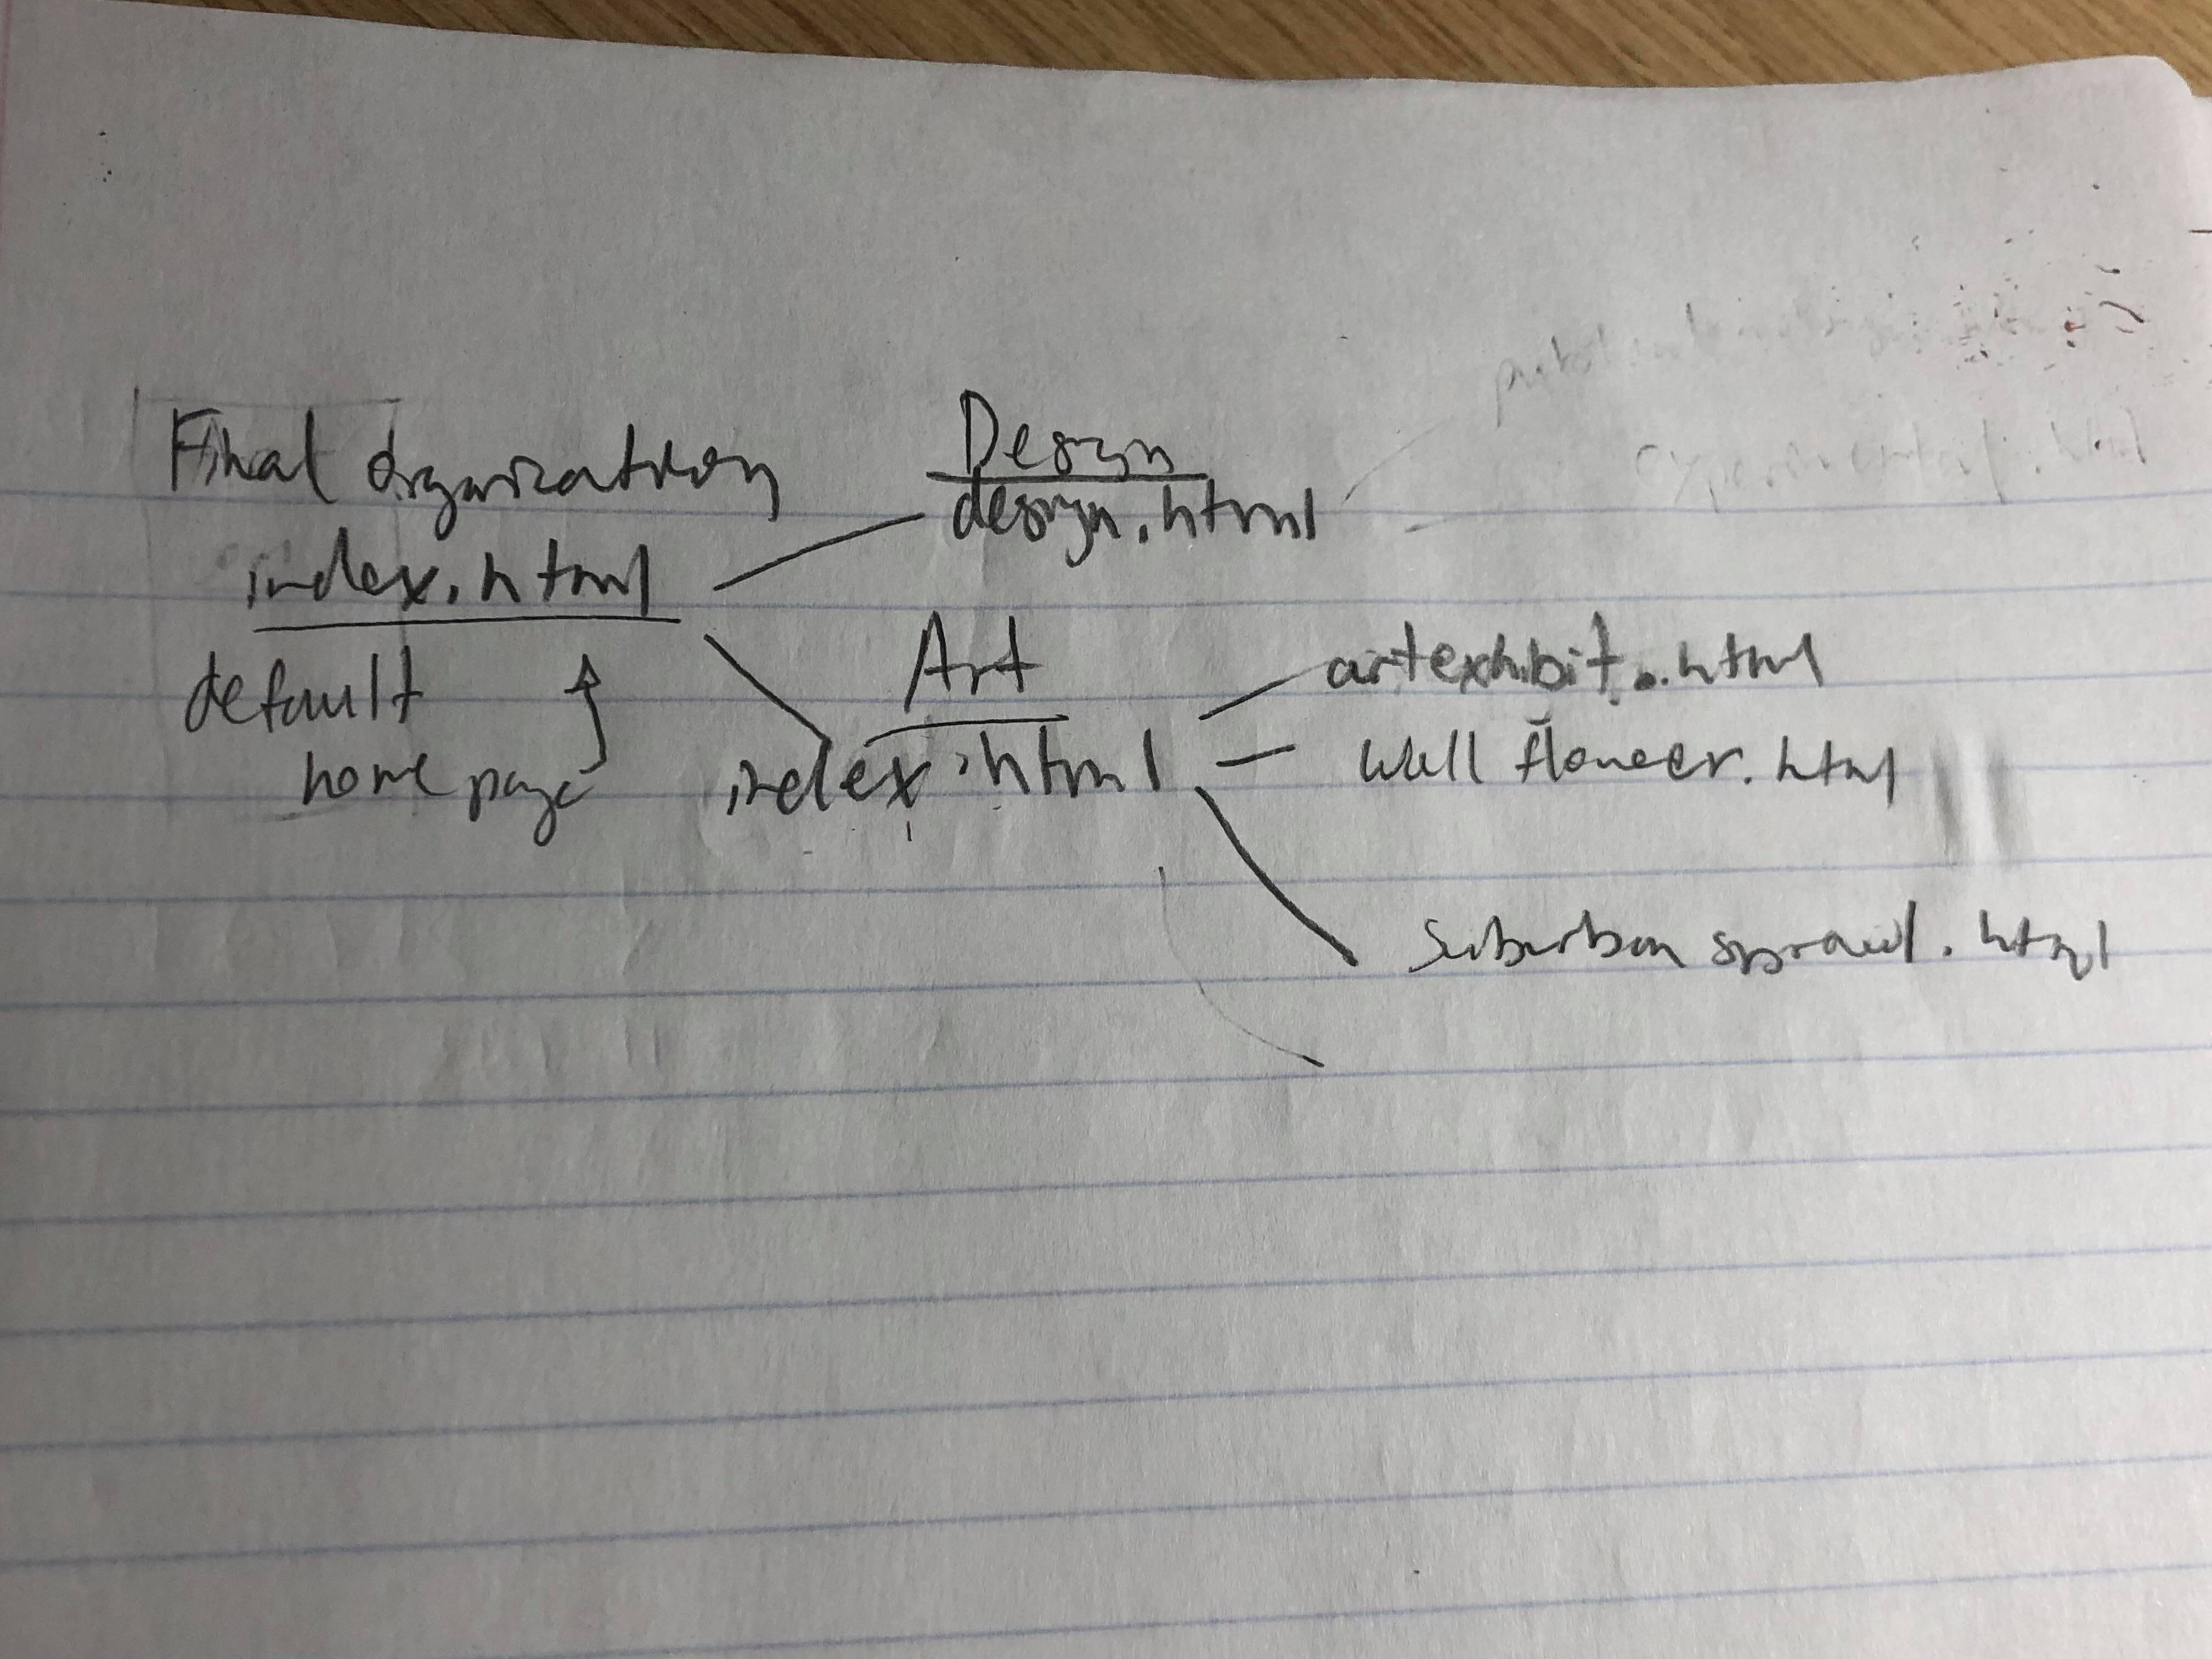 Final organization
index.html
default
home page
Design
design.html
Art
index.html
artexhibit.html
Wall flower.html
Suburban sprawl.html
experimental.html